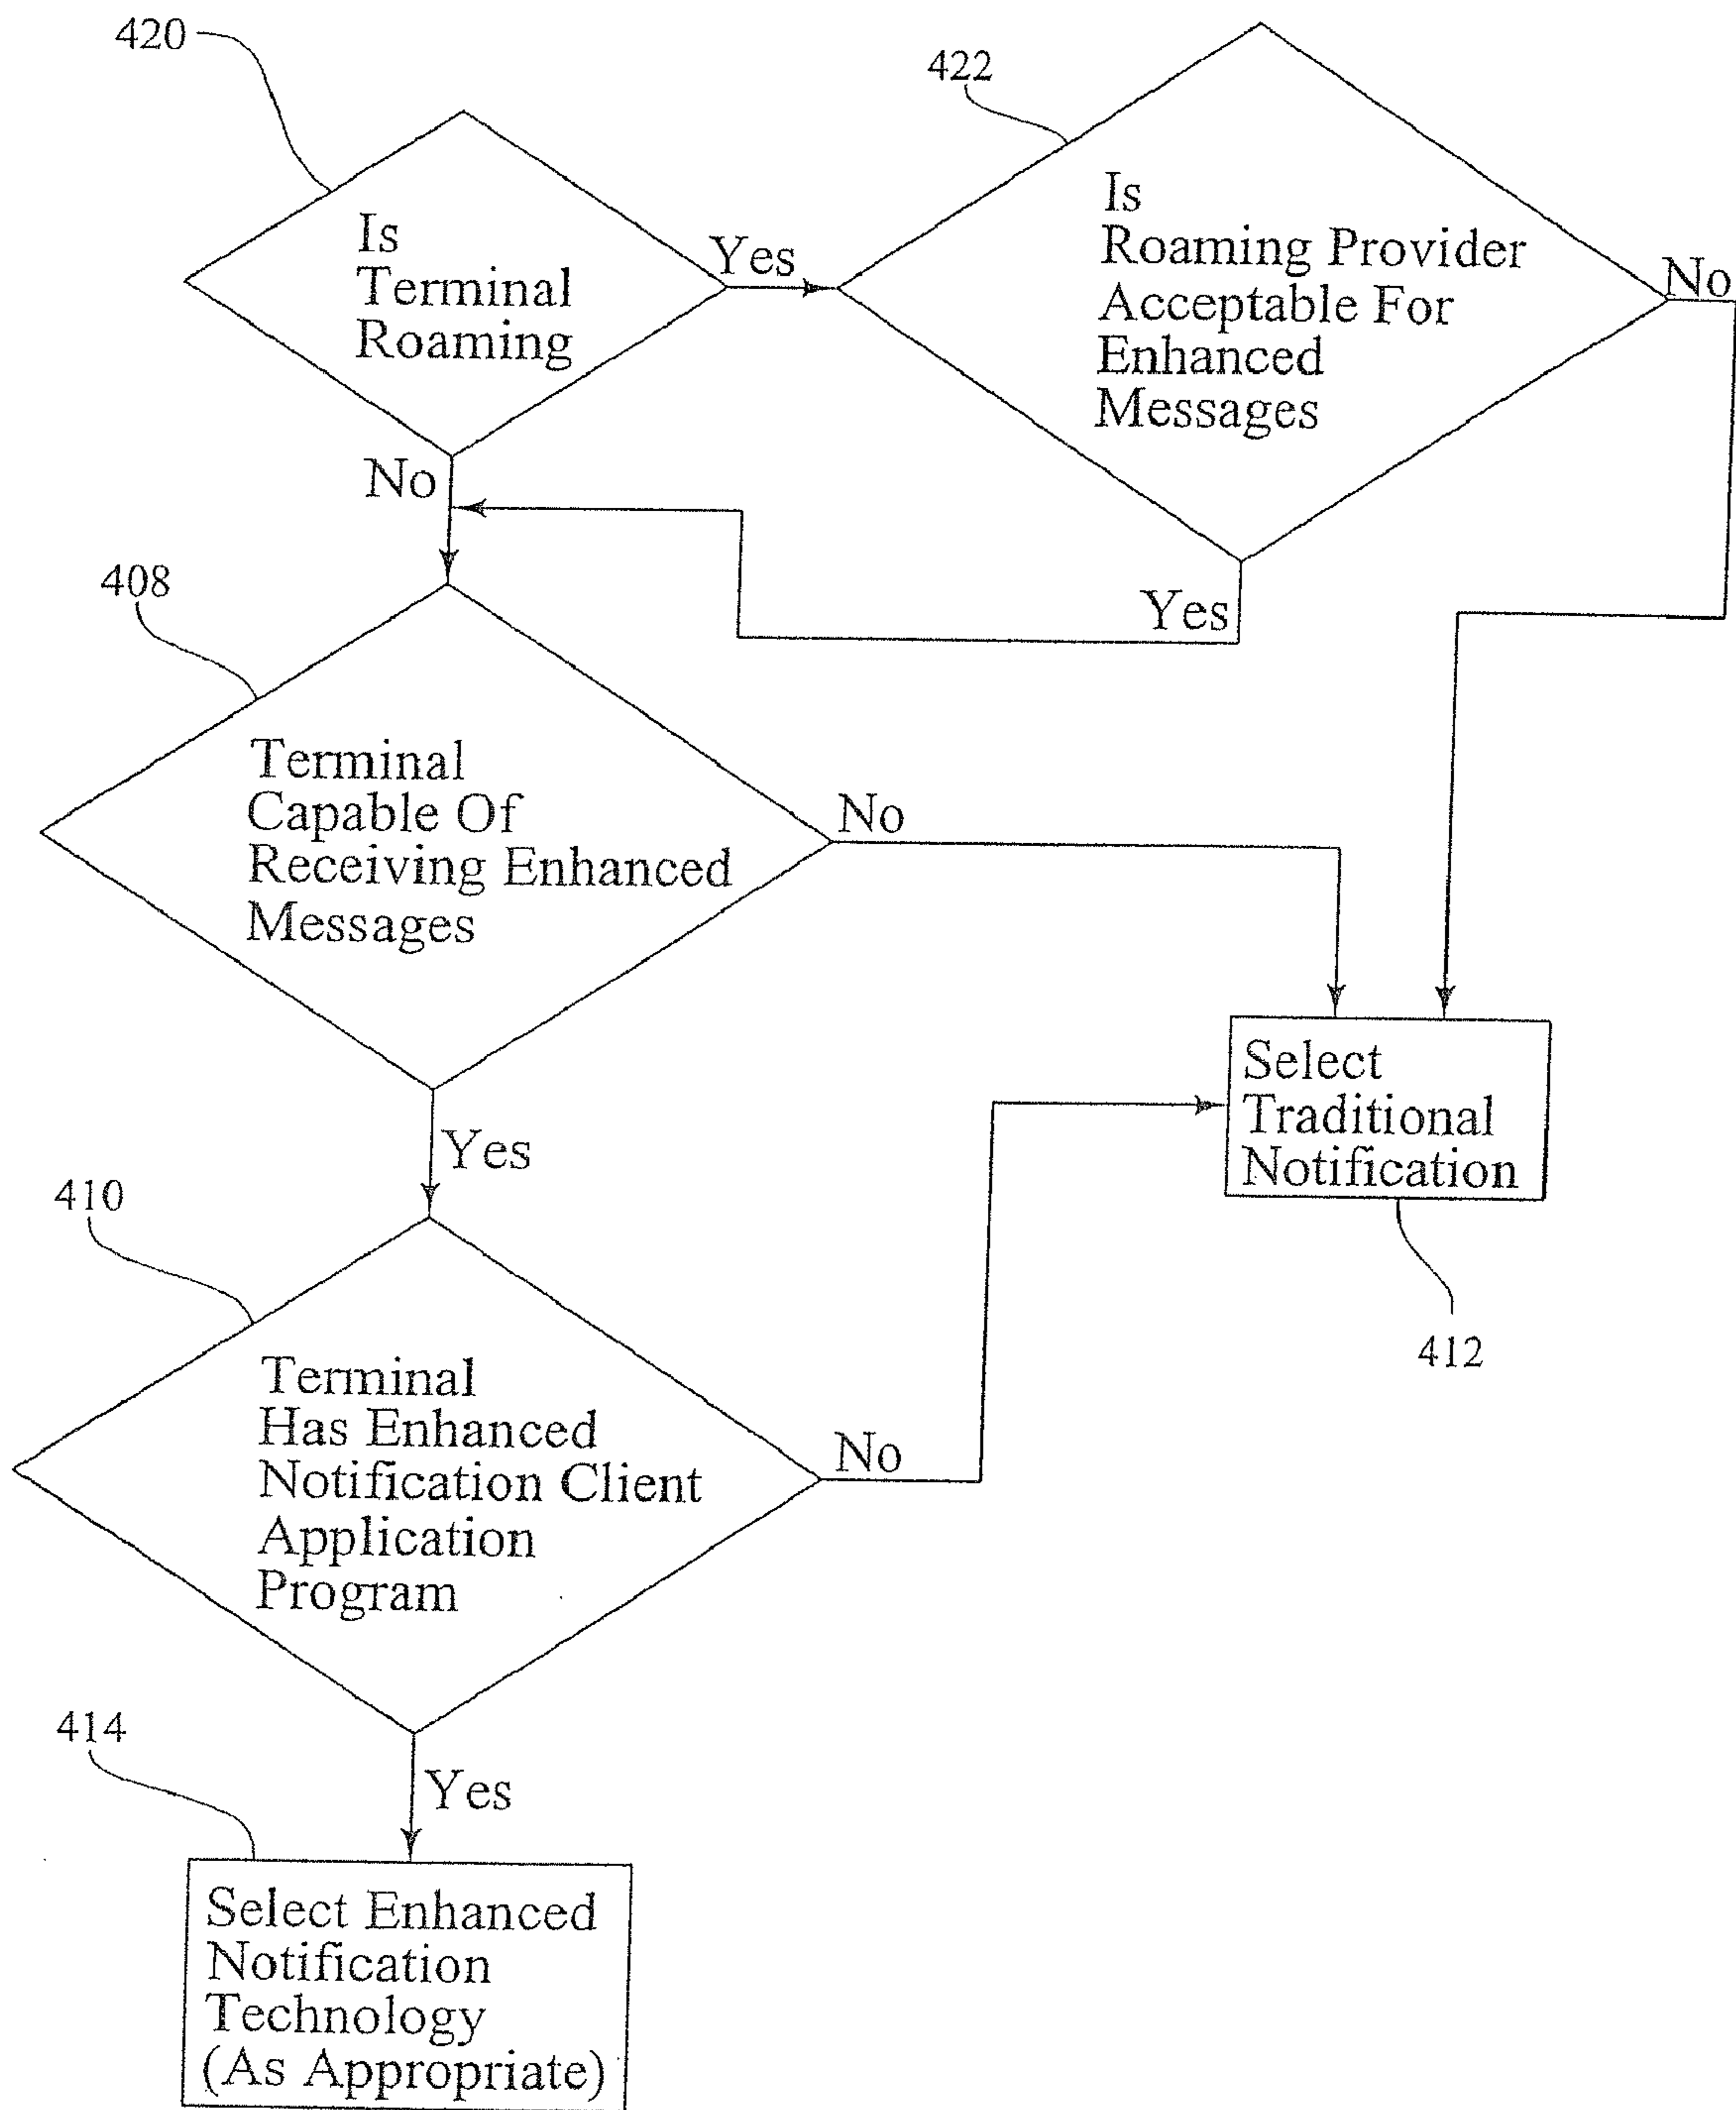 420
422
Is
Terminal
Roaming
Yes
Is
Roaming Provider
Acceptable For
Enhanced
Messages
No
No
Yes
408
Terminal
Capable Of
Receiving Enhanced
Messages
No
Yes
Select
Traditional
Notification
412
410
Terminal
Has Enhanced
Notification Client
Application
Program
No
Yes
414
Select Enhanced
Notification
Technology
(As Appropriate)